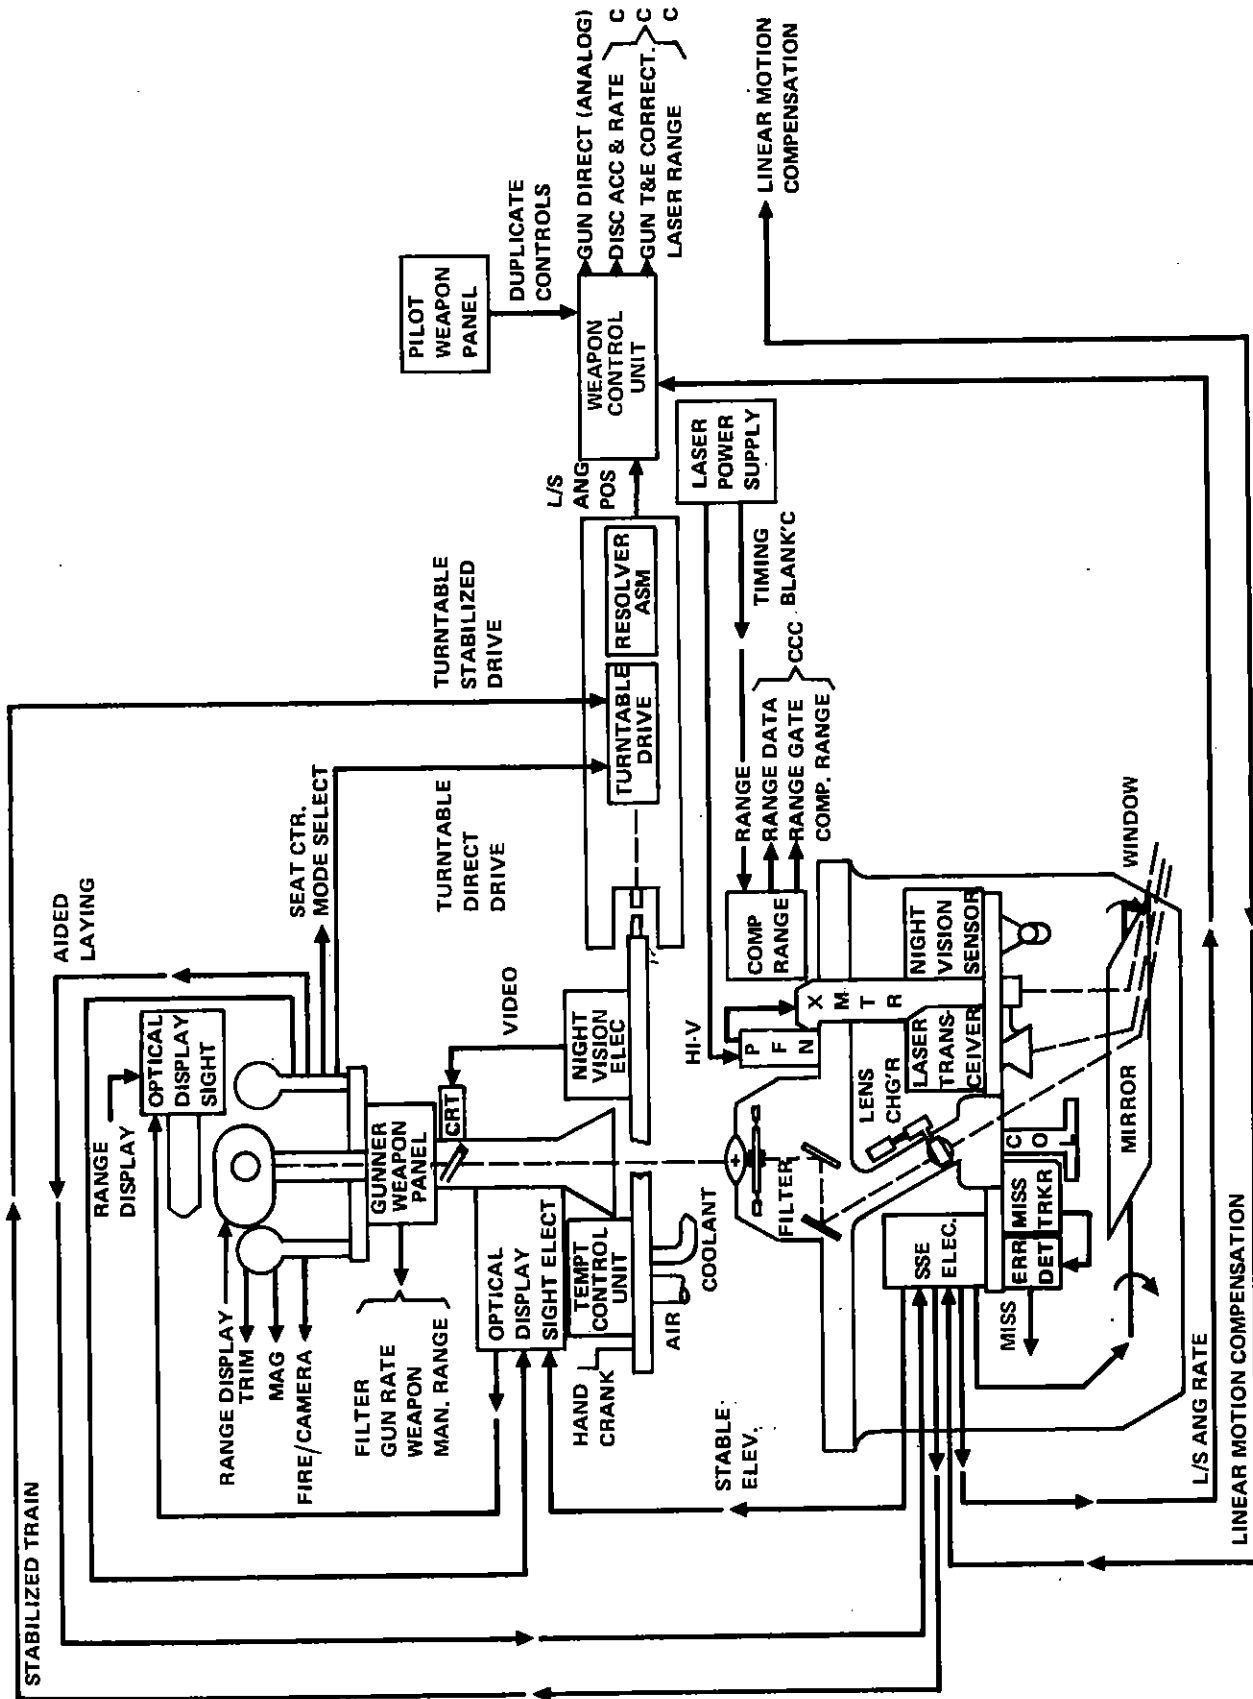 STABILIZED TRAIN
AIDED
LAYING
RANGE
DISPLAY
OPTICAL
DISPLAY
SIGHT
SEAT CTR.
MODE SELECT
TURNTABLE
STABILIZED
DRIVE
TURNTABLE
DIRECT
DRIVE
RANGE DISPLAY
TRIM
MAG
FIRE/CAMERA
GUNNER
WEAPON
PANEL
FILTER
GUN RATE
WEAPON
MAN. RANGE
CRT
VIDEO
OPTICAL
DISPLAY
SIGHT ELECT
TEMPT
CONTROL
UNIT
HAND
CRANK
AIR
COOLANT
NIGHT
VISION
ELEC
TURNTABLE
DRIVE
RESOLVER
ASM
L/S
ANG
POS
PILOT
WEAPON
PANEL
DUPLICATE
CONTROLS
WEAPON
CONTROL
UNIT
GUN DIRECT (ANALOG)
DISC ACC & RATE
GUN T&E CORRECT.
LASER RANGE
C
C
C
LASER
POWER
SUPPLY
TIMING
BLANK'C
RANGE
RANGE DATA
RANGE GATE
COMP. RANGE
CCC
COMP
RANGE
HI-V
P
F
N
X
M
T
R
LENS
CHG'R
LASER
TRANS-
CEIVER
NIGHT
VISION
SENSOR
FILTER
STABLE
ELEV.
SSE
ELEC.
ERR
DET
MISS
TRKR
C
O
MISS
MIRROR
WINDOW
L/S ANG RATE
LINEAR MOTION COMPENSATION
LINEAR MOTION
COMPENSATION